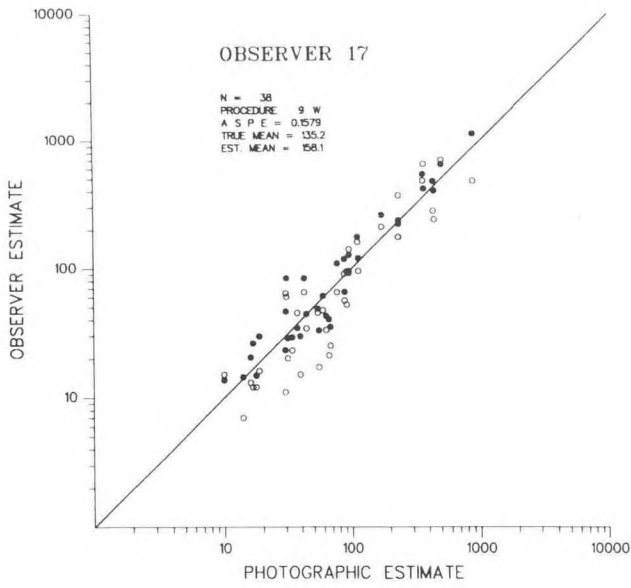 10000
OBSERVER 17
N = 38
PROCEDURE 9 W
A S P E = 0.1579
TRUE MEAN = 135.2
EST. MEAN = 158.1
1000
OBSERVER ESTIMATE
100
10
10 100 1000 10000
PHOTOGRAPHIC ESTIMATE